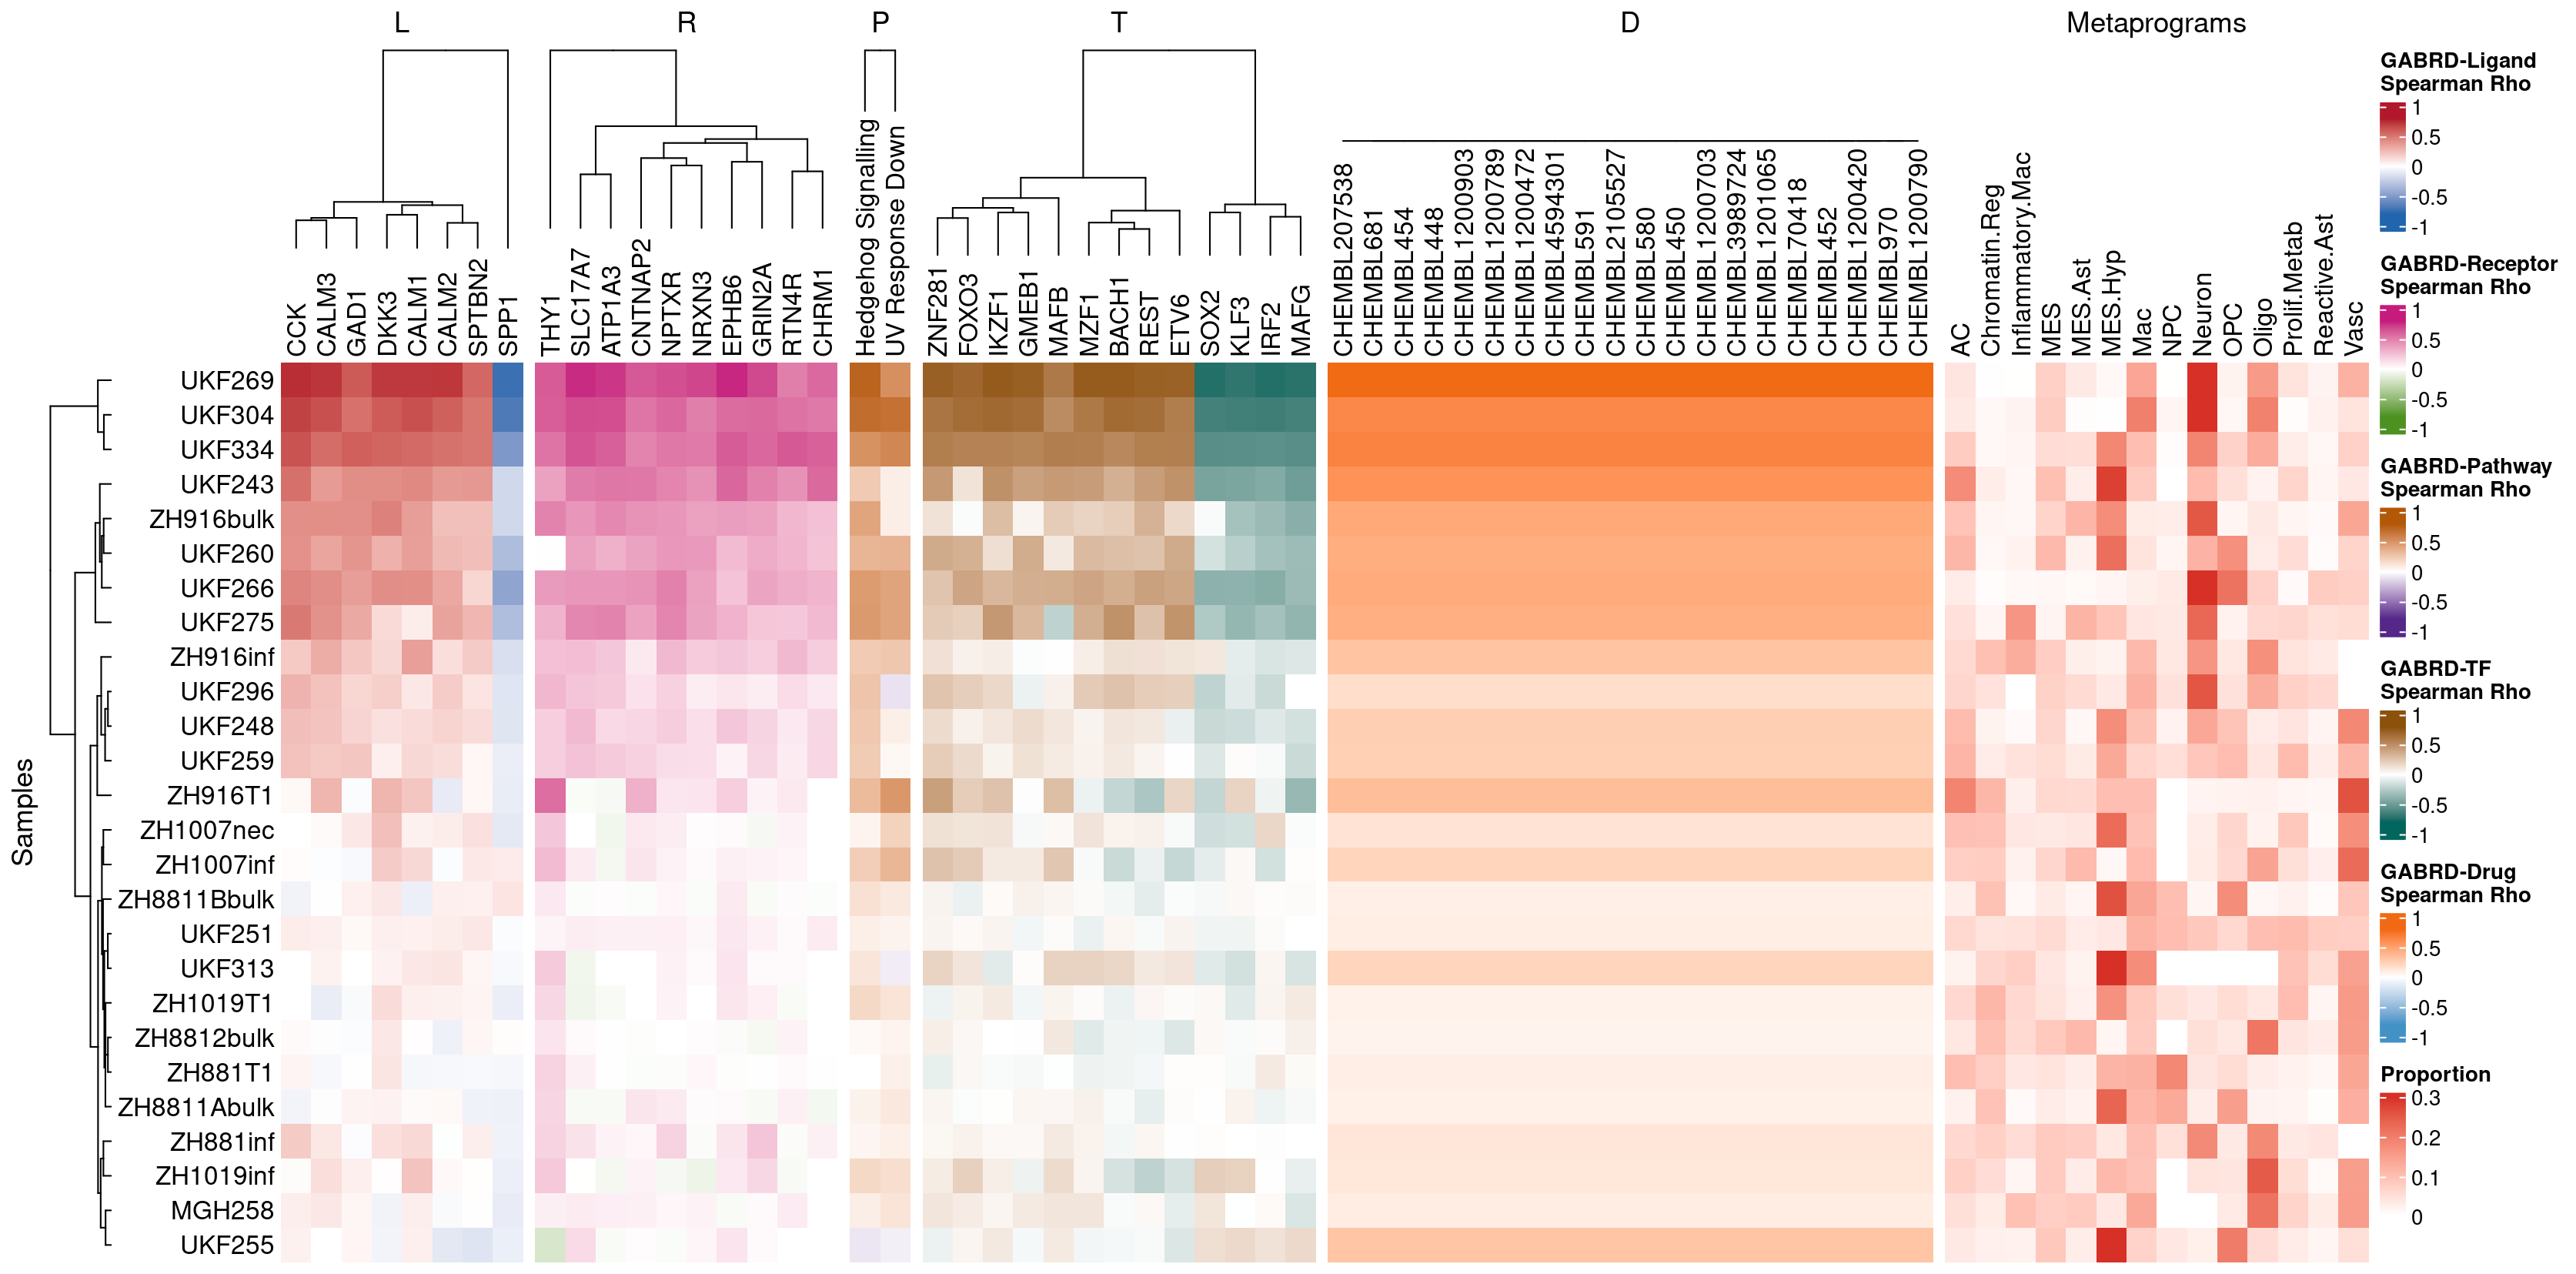 L R P T D Metaprograms
CCK CALM3 GAD1 DKK3 CALM1 CALM2 SPTBN2 SPP1
THY1 SLC17A7 ATP1A3 CNTNAP2 NPTXR NRXN3 EPHB6 GRIN2A RTN4R CHRM1
Hedgehog Signalling
UV Response Down
ZNF281 FOXO3 IKZF1 GMEB1 MAFB MZF1 BACH1 REST ETV6 SOX2 KLF3 IRF2 MAFG
CHEMBL207538
CHEMBL681
CHEMBL454
CHEMBL448
CHEMBL1200903
CHEMBL1200789
CHEMBL1200472
CHEMBL4594301
CHEMBL591
CHEMBL2105527
CHEMBL580
CHEMBL450
CHEMBL1200703
CHEMBL3989724
CHEMBL1201065
CHEMBL70418
CHEMBL452
CHEMBL1200420
CHEMBL970
CHEMBL1200790
AC
Chromatin.Reg
Inflammatory.Mac
MES
MES.Ast
MES.Hyp
Mac
NPC
Neuron
OPC
Oligo
Prolif.Metab
Reactive.Ast
Vasc
Samples
UKF269
UKF304
UKF334
UKF243
ZH916bulk
UKF260
UKF266
UKF275
ZH916inf
UKF296
UKF248
UKF259
ZH916T1
ZH1007nec
ZH1007inf
ZH8811Bbulk
UKF251
UKF313
ZH1019T1
ZH8812bulk
ZH881T1
ZH8811Abulk
ZH881inf
ZH1019inf
MGH258
UKF255
GABRD-Ligand
Spearman Rho
1
0.5
0
-0.5
-1
GABRD-Receptor
Spearman Rho
1
0.5
0
-0.5
-1
GABRD-Pathway
Spearman Rho
1
0.5
0
-0.5
-1
GABRD-TF
Spearman Rho
1
0.5
0
-0.5
-1
GABRD-Drug
Spearman Rho
1
0.5
0
-0.5
-1
Proportion
0.3
0.2
0.1
0